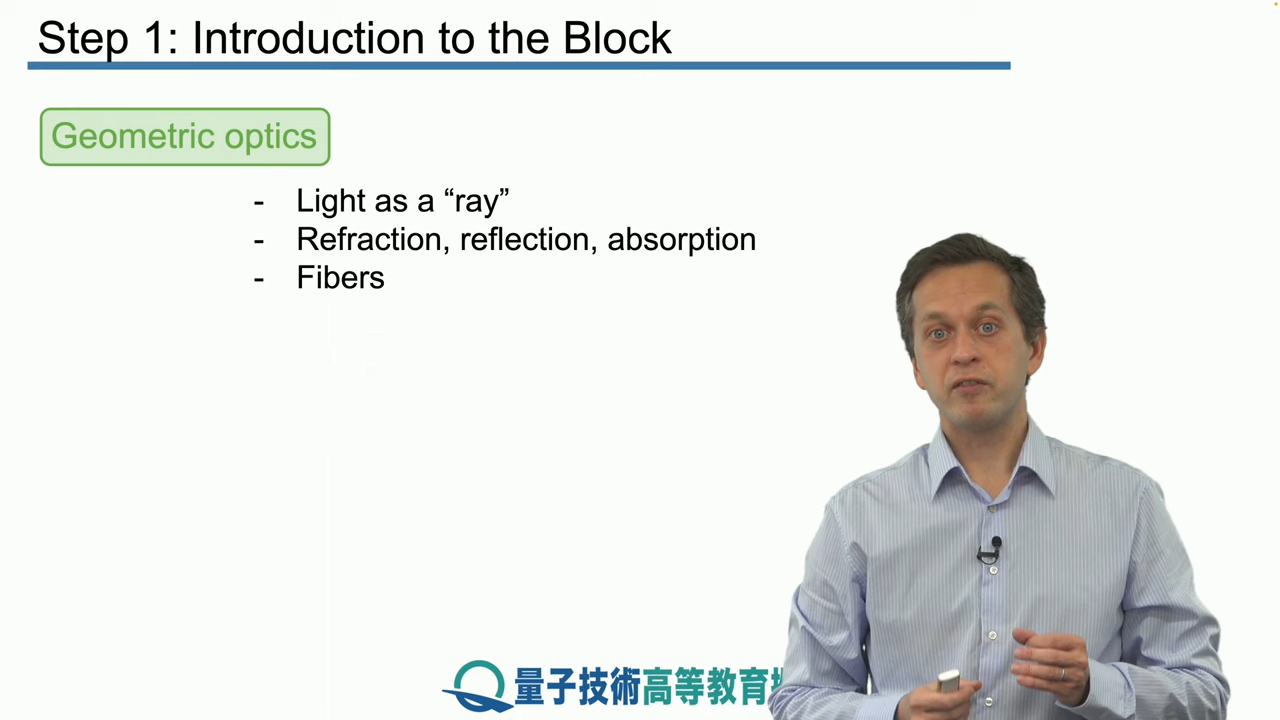 Step 1: Introduction to the Block
Geometric optics
- Light as a “ray”
- Refraction, reflection, absorption
- Fibers
量子技術高等教育